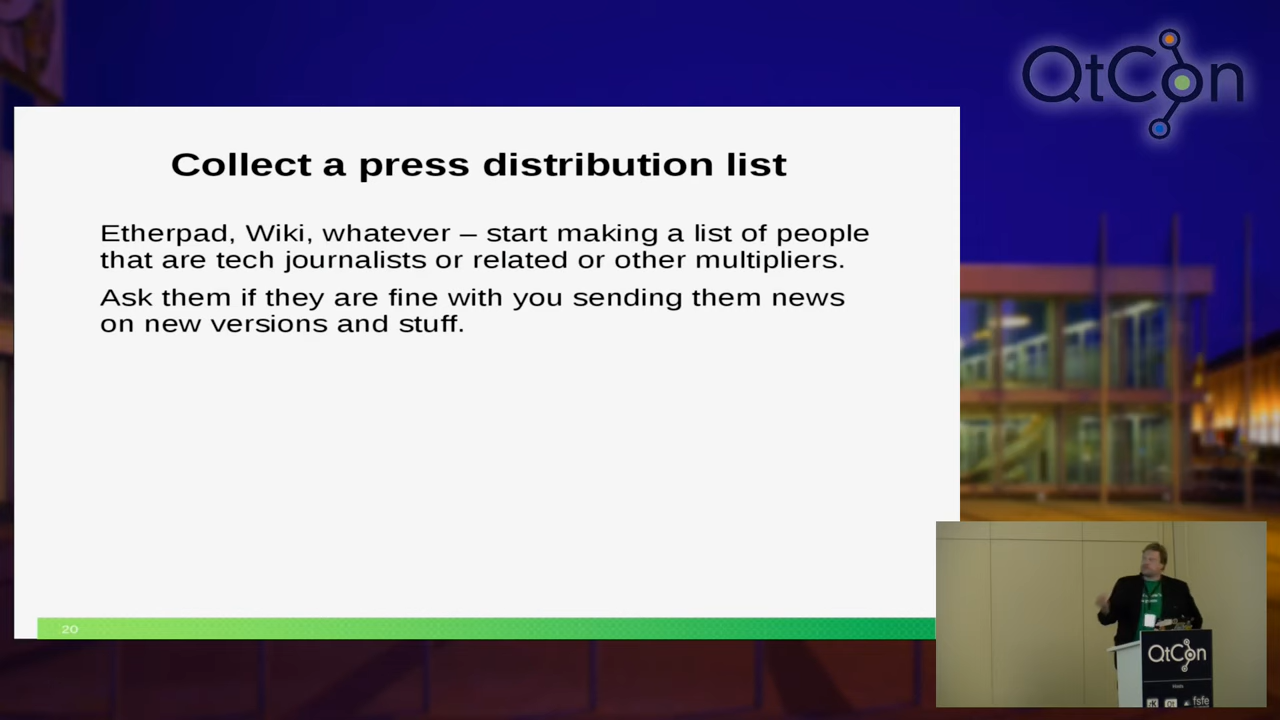 QtCon
Collect a press distribution list
Etherpad, Wiki, whatever – start making a list of people
that are tech journalists or related or other multipliers.
Ask them if they are fine with you sending them news
on new versions and stuff.
20
QtCon
fsfe